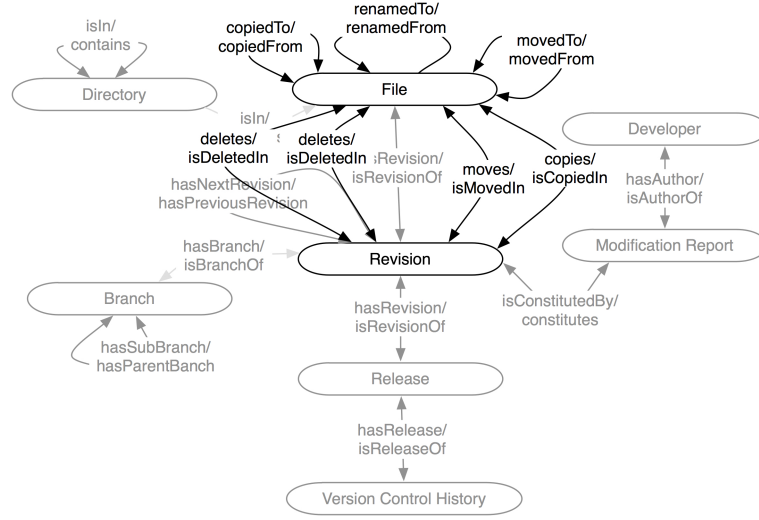 isIn/
contains
copiedTo/
copiedFrom
renamedTo/
renamedFrom
movedTo/
movedFrom
Directory
File
isIn/
s
deletes/
isDeletedIn
deletes/
isDeletedIn
sRevision/
isRevisionOf
moves/
isMovedIn
copies/
isCopiedIn
Developer
hasAuthor/
isAuthorOf
hasNextRevision/
hasPreviousRevision
hasBranch/
isBranchOf
Revision
Modification Report
Branch
hasRevision/
isRevisionOf
isConstitutedBy/
constitutes
hasSubBranch/
hasParentBanch
Release
hasRelease/
isReleaseOf
Version Control History